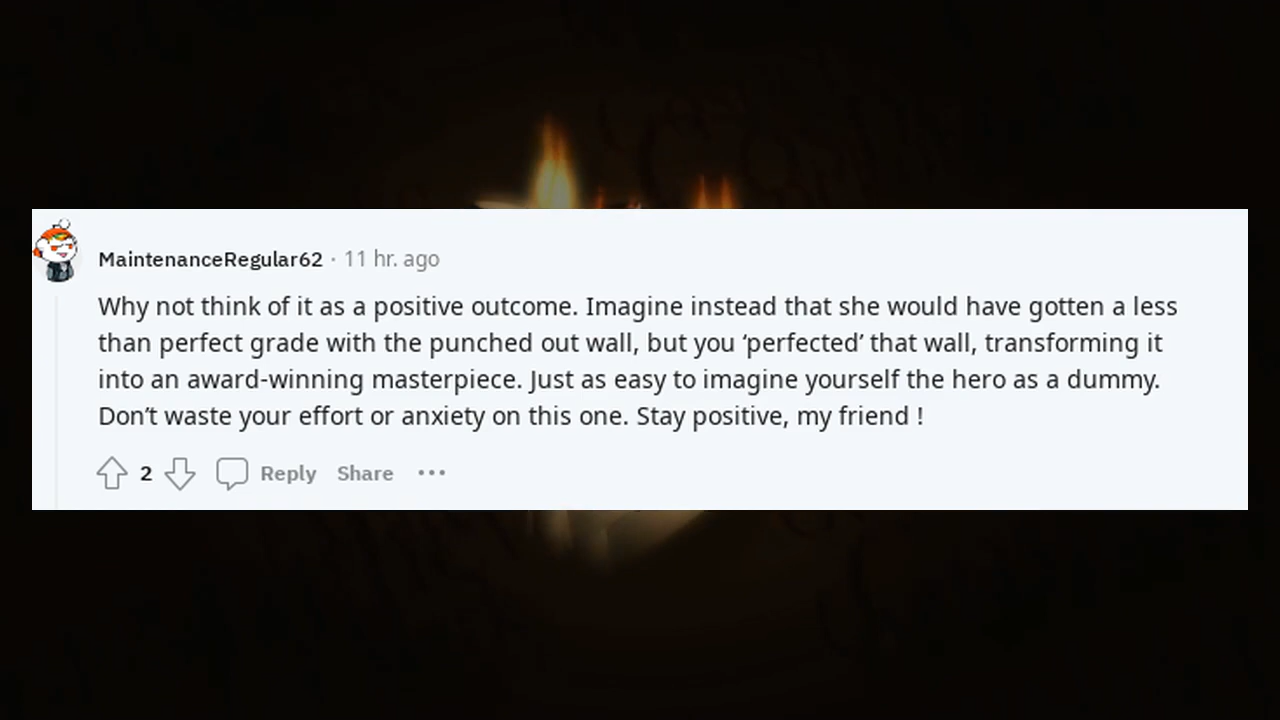 MaintenanceRegular62 · 11 hr. ago
Why not think of it as a positive outcome. Imagine instead that she would have gotten a less
than perfect grade with the punched out wall, but you ‘perfected’ that wall, transforming it
into an award-winning masterpiece. Just as easy to imagine yourself the hero as a dummy.
Don’t waste your effort or anxiety on this one. Stay positive, my friend !
2 Reply Share •••